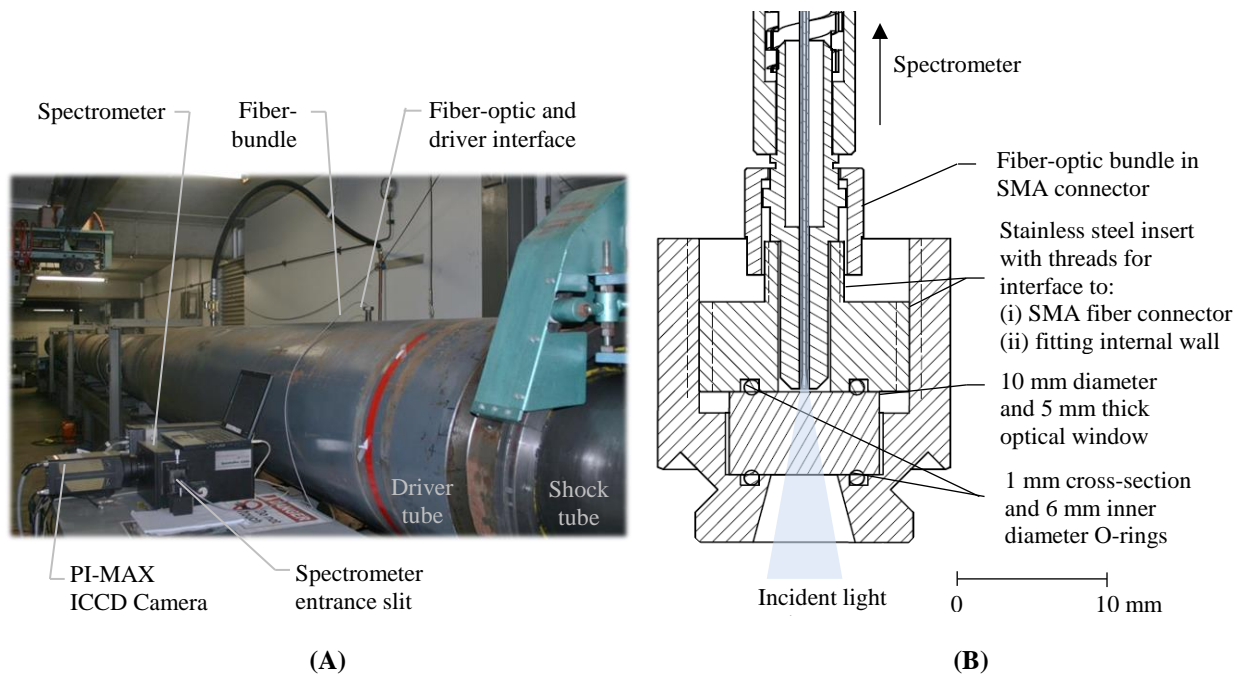 Spectrometer
Fiber-
bundle
Fiber-optic and
driver interface
Driver
tube
Shock
tube
PI-MAX
ICCD Camera
Spectrometer
entrance slit
(A)
Spectrometer
Fiber-optic bundle in
SMA connector
Stainless steel insert
with threads for
interface to:
(i) SMA fiber connector
(ii) fitting internal wall
10 mm diameter
and 5 mm thick
optical window
1 mm cross-section
and 6 mm inner
diameter O-rings
Incident light
0 10 mm
(B)